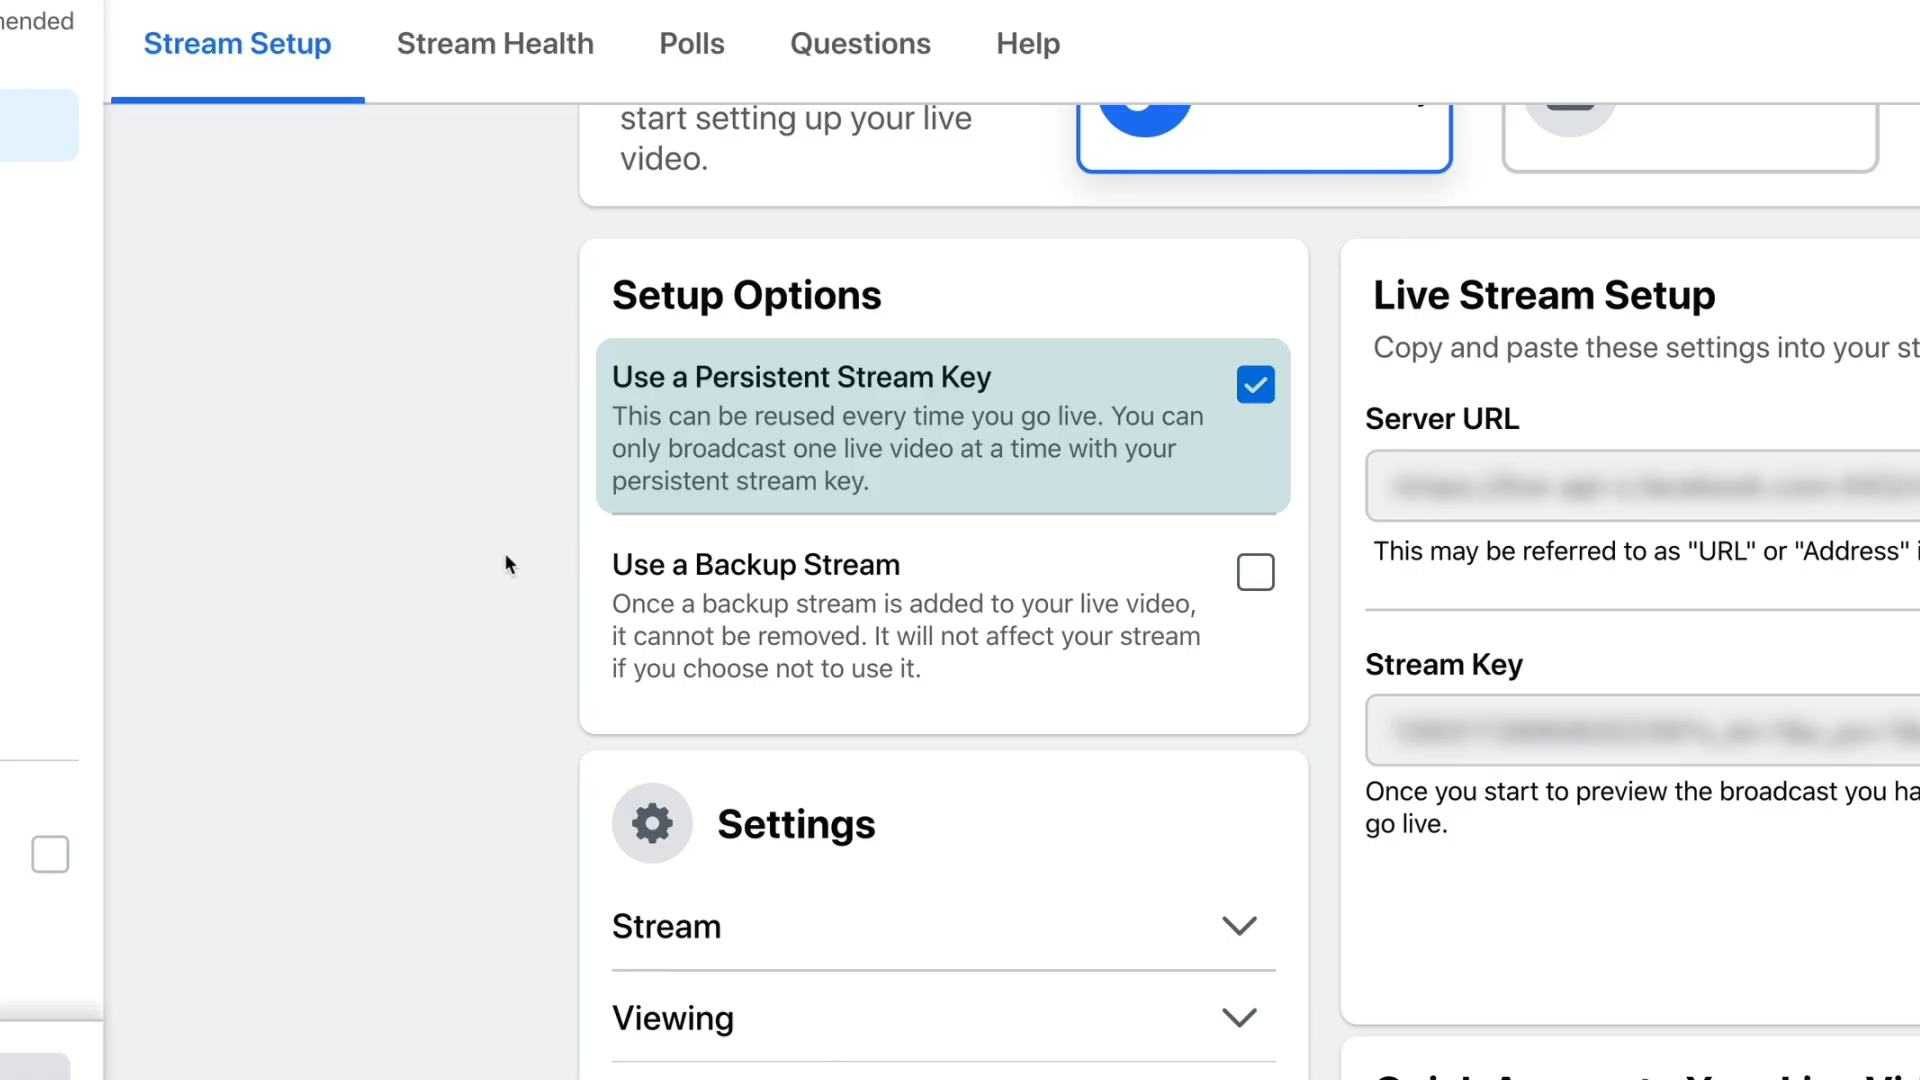 Stream Setup
Stream Health
Polls
Questions
Help
start setting up your live
video.
Setup Options
Use a Persistent Stream Key
This can be reused every time you go live. You can
only broadcast one live video at a time with your
persistent stream key.
Use a Backup Stream
Once a backup stream is added to your live video,
it cannot be removed. It will not affect your stream
if you choose not to use it.
Settings
Stream
Viewing
Live Stream Setup
Copy and paste these settings into your
Server URL
This may be referred to as "URL" or "Address"
Stream Key
Once you start to preview the broadcast you
go live.